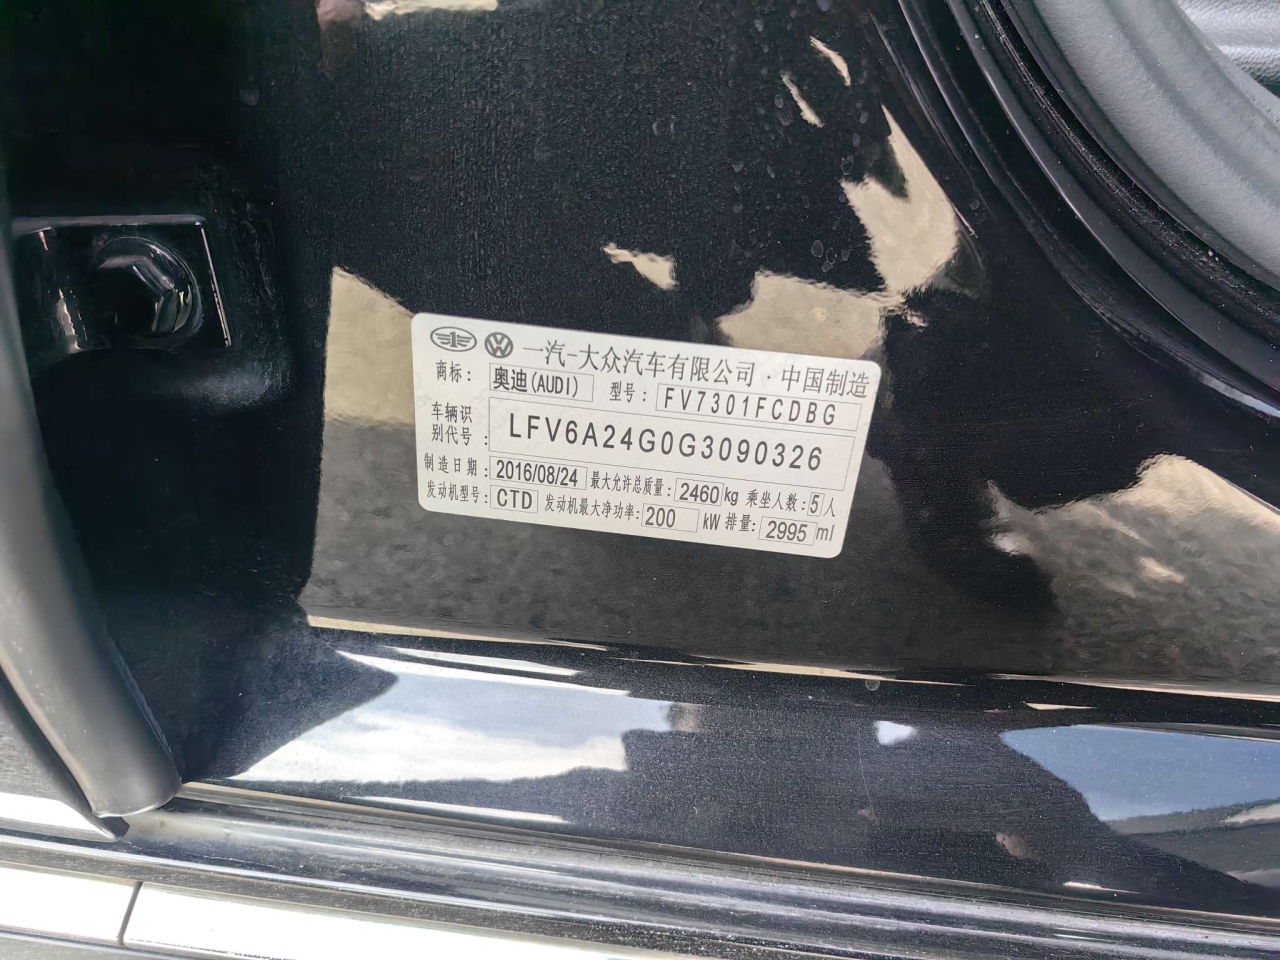 一汽-大众汽车有限公司·中国制造
商标: 奥迪(AUDI) 型号: FV7301FCDBG
车辆识别代号: LFV6A24G0G3090326
制造日期: 2016/08/24 最大允许总质量: 2460kg 乘坐人数: 5人
发动机型号: CTD 发动机最大净功率: 200 kW 排量: 2995 ml